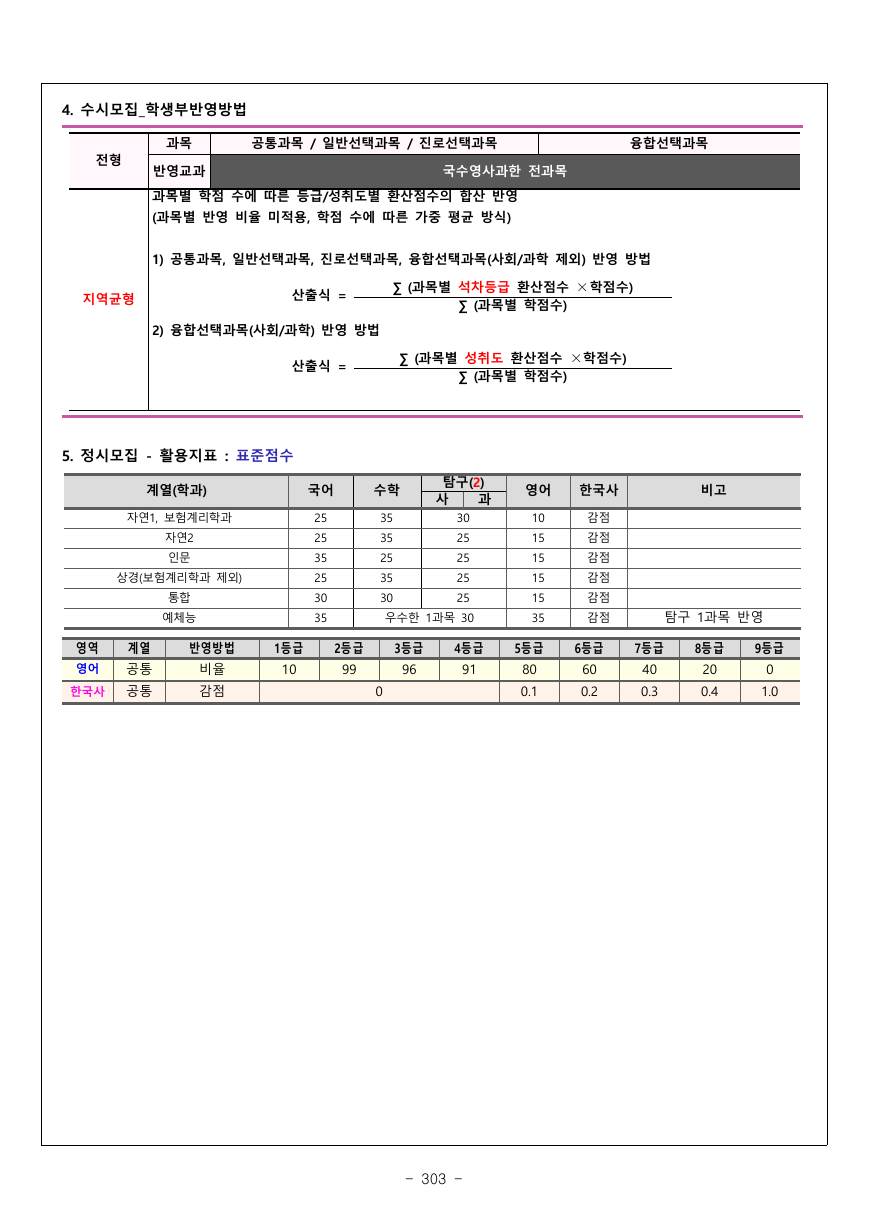 4. 수시모집_학생부반영방법
전형 과목 공통과목 / 일반선택과목 / 진로선택과목 융합선택과목
반영교과 국수영사과한 전과목
지역균형
과목별 학점 수에 따른 등급/성취도별 환산점수의 합산 반영
(과목별 반영 비율 미적용, 학점 수에 따른 가중 평균 방식)
1) 공통과목, 일반선택과목, 진로선택과목, 융합선택과목(사회/과학 제외) 반영 방법
산출식 =
∑ (과목별 석차등급 환산점수 ×학점수)
∑ (과목별 학점수)
2) 융합선택과목(사회/과학) 반영 방법
산출식 =
∑ (과목별 성취도 환산점수 ×학점수)
∑ (과목별 학점수)
5. 정시모집 - 활용지표 : 표준점수
계열(학과) 국어 수학 탐구(2) 영어 한국사 비고
사 과
자연1, 보험계리학과 25 35 30 10 감점
자연2 25 35 25 15 감점
인문 35 25 25 15 감점
상경(보험계리학과 제외) 25 35 25 15 감점
통합 30 30 25 15 감점
예체능 35 우수한 1과목 30 35 감점 탐구 1과목 반영
영역 계열 반영방법 1등급 2등급 3등급 4등급 5등급 6등급 7등급 8등급 9등급
영어 공통 비율 10 99 96 91 80 60 40 20 0
한국사 공통 감점 0 0.1 0.2 0.3 0.4 1.0
- 303 -